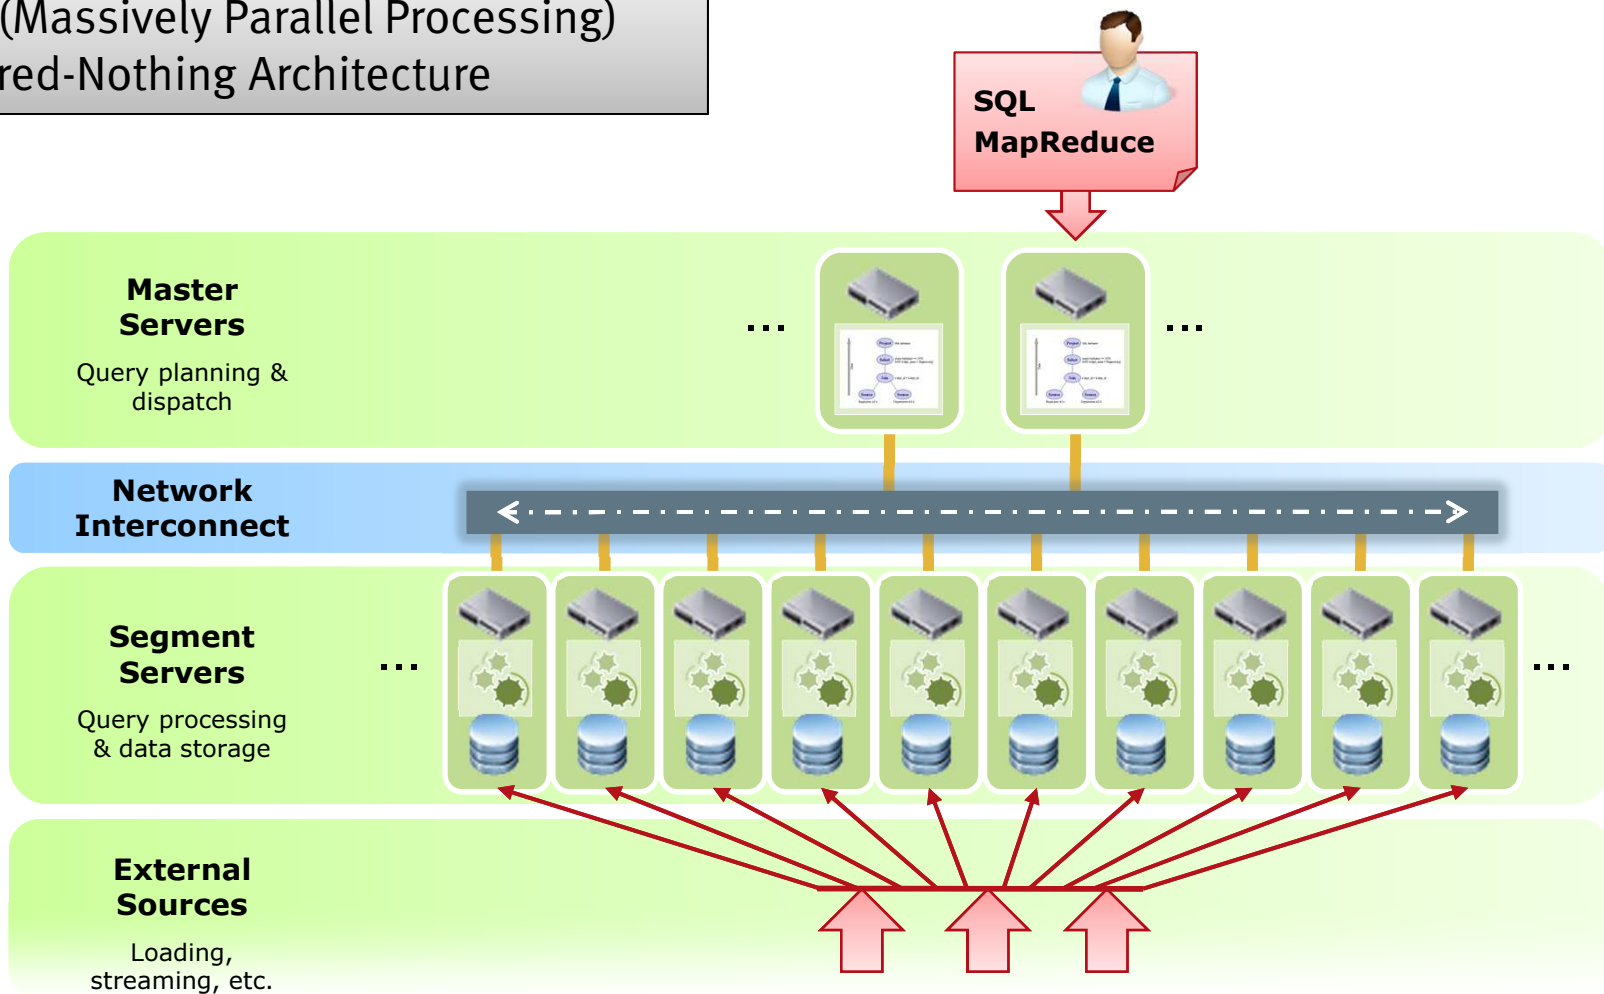 (Massively Parallel Processing)
red-Nothing Architecture
SQL
MapReduce
Master
Servers
Query planning &
dispatch
...
...
Network
Interconnect
Segment
Servers
Query processing
& data storage
...
...
External
Sources
Loading,
streaming, etc.